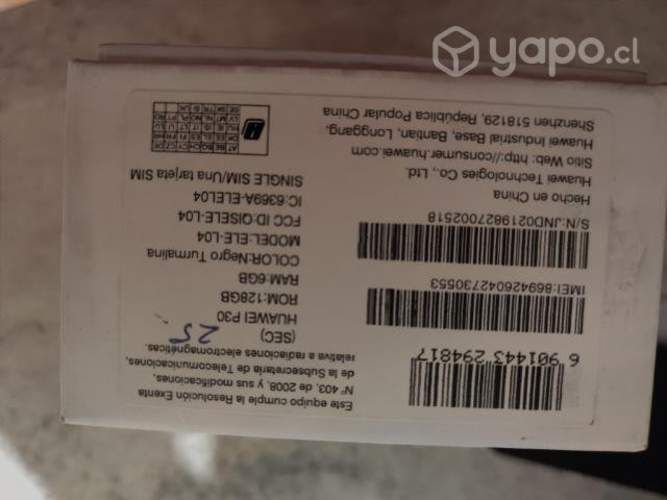 yapo.cl
Este equipo cumple la Resolución Exenta
N° 403, de 2008, y sus modificaciones,
de la Subsecretaría de Telecomunicaciones,
relativa a radiaciones electromagnéticas.
(SEC) 25
HUAWEI P30
ROM:128GB
RAM:6GB
COLOR:Negro Turmalina
MODEL:ELE-L04
FCC ID:QISELE-L04
IC:6369A-ELEL04
SINGLE SIM/Una tarjeta SIM
6 901443 294817
IMEI:869426042730553
S/N:JND0219827002518
Hecho en China
Huawei Technologies Co., Ltd.
Sitio Web: http://consumer.huawei.com
Huawei Industrial Base, Bantian, Longgang,
Shenzhen 518129, República Popular China